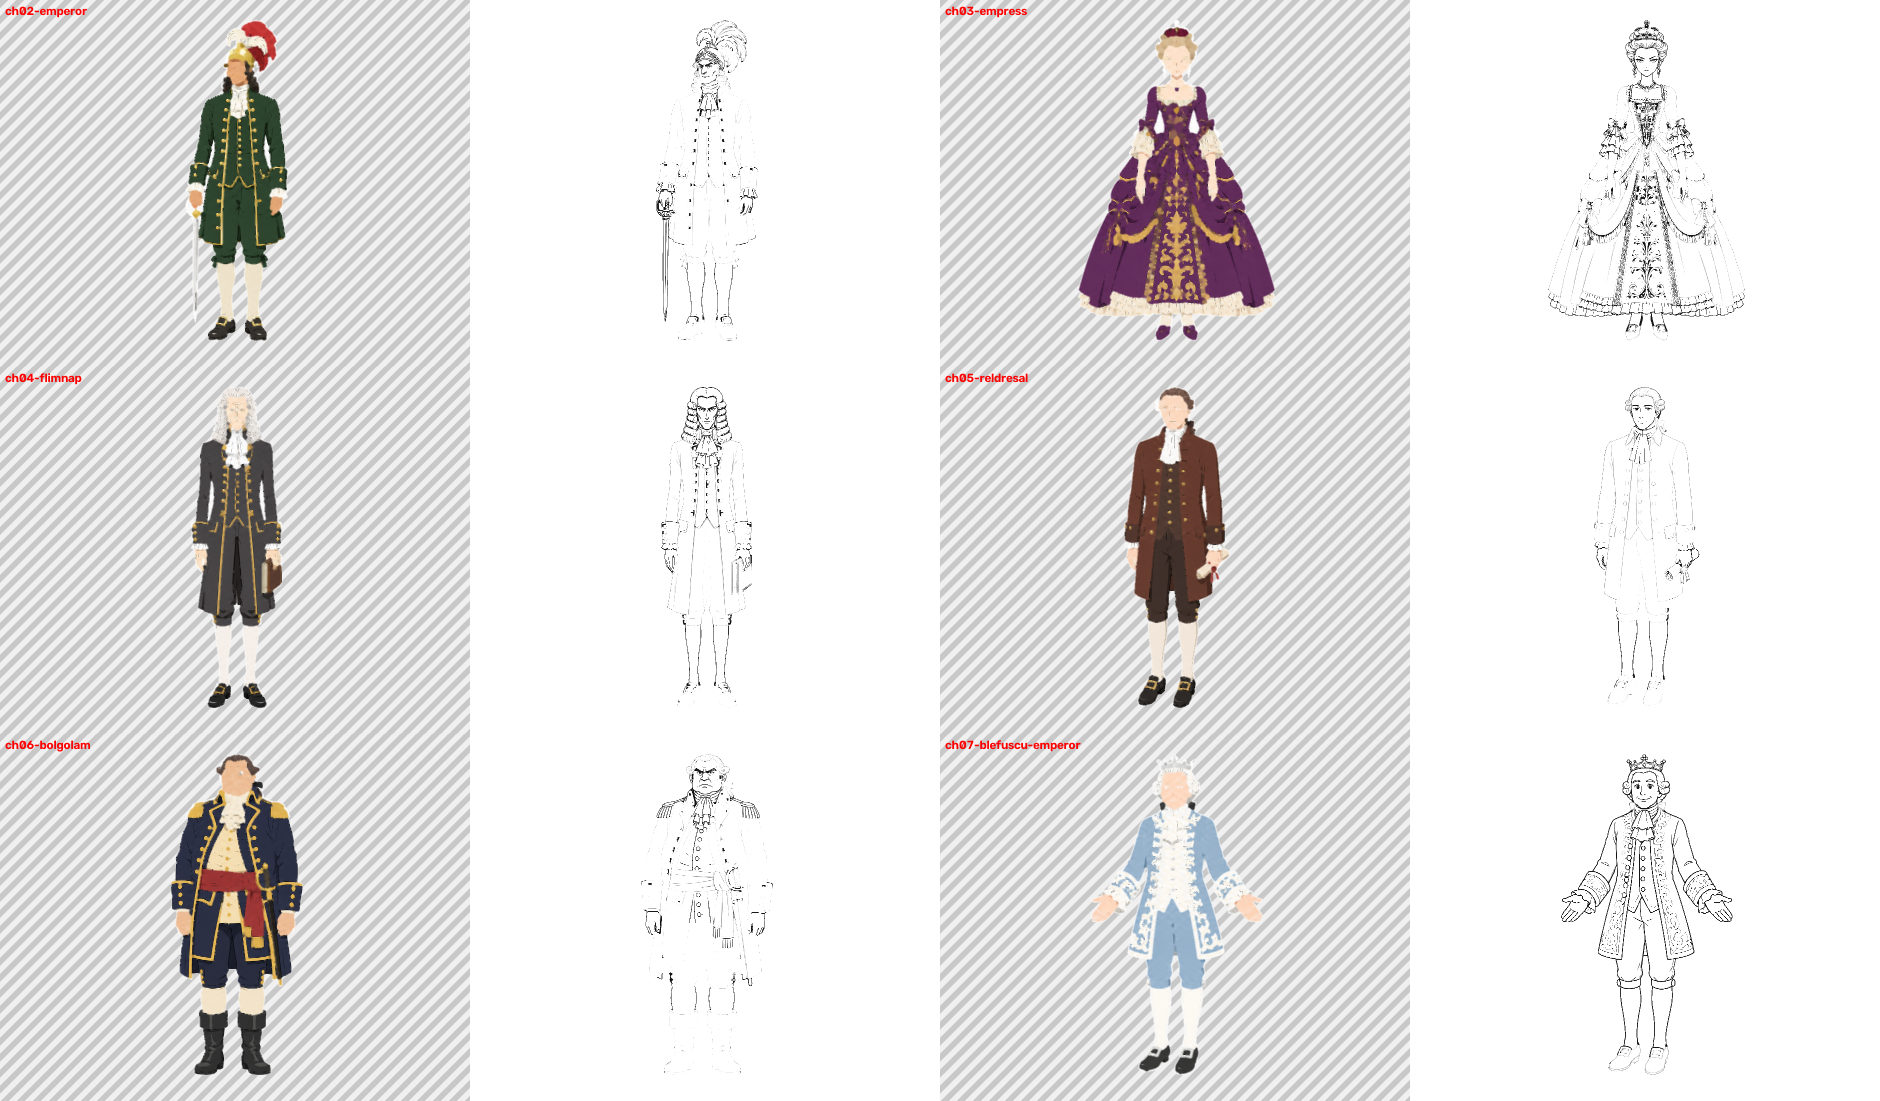 ch02-emperor
ch03-empress
ch04-flimnap
ch05-reldresal
ch06-bolgolam
ch07-blefuscu-emperor